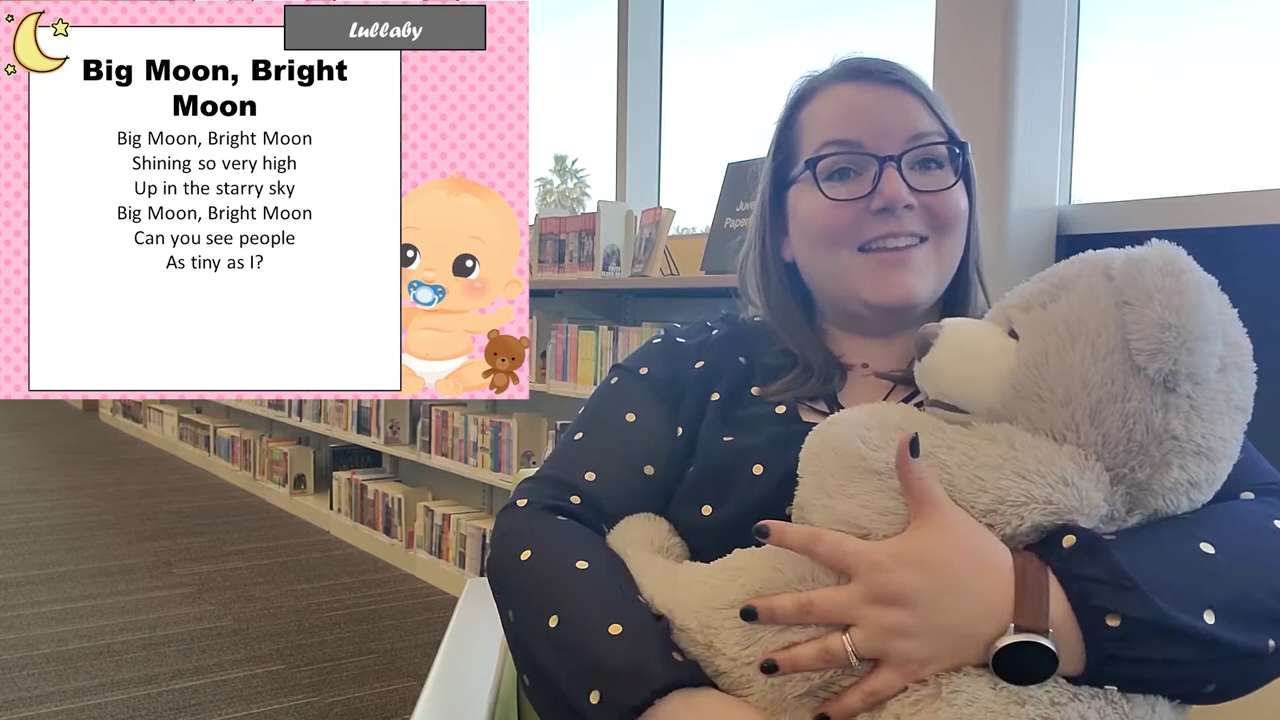 Lullaby
Big Moon, Bright
Moon
Big Moon, Bright Moon
Shining so very high
Up in the starry sky
Big Moon, Bright Moon
Can you see people
As tiny as I?